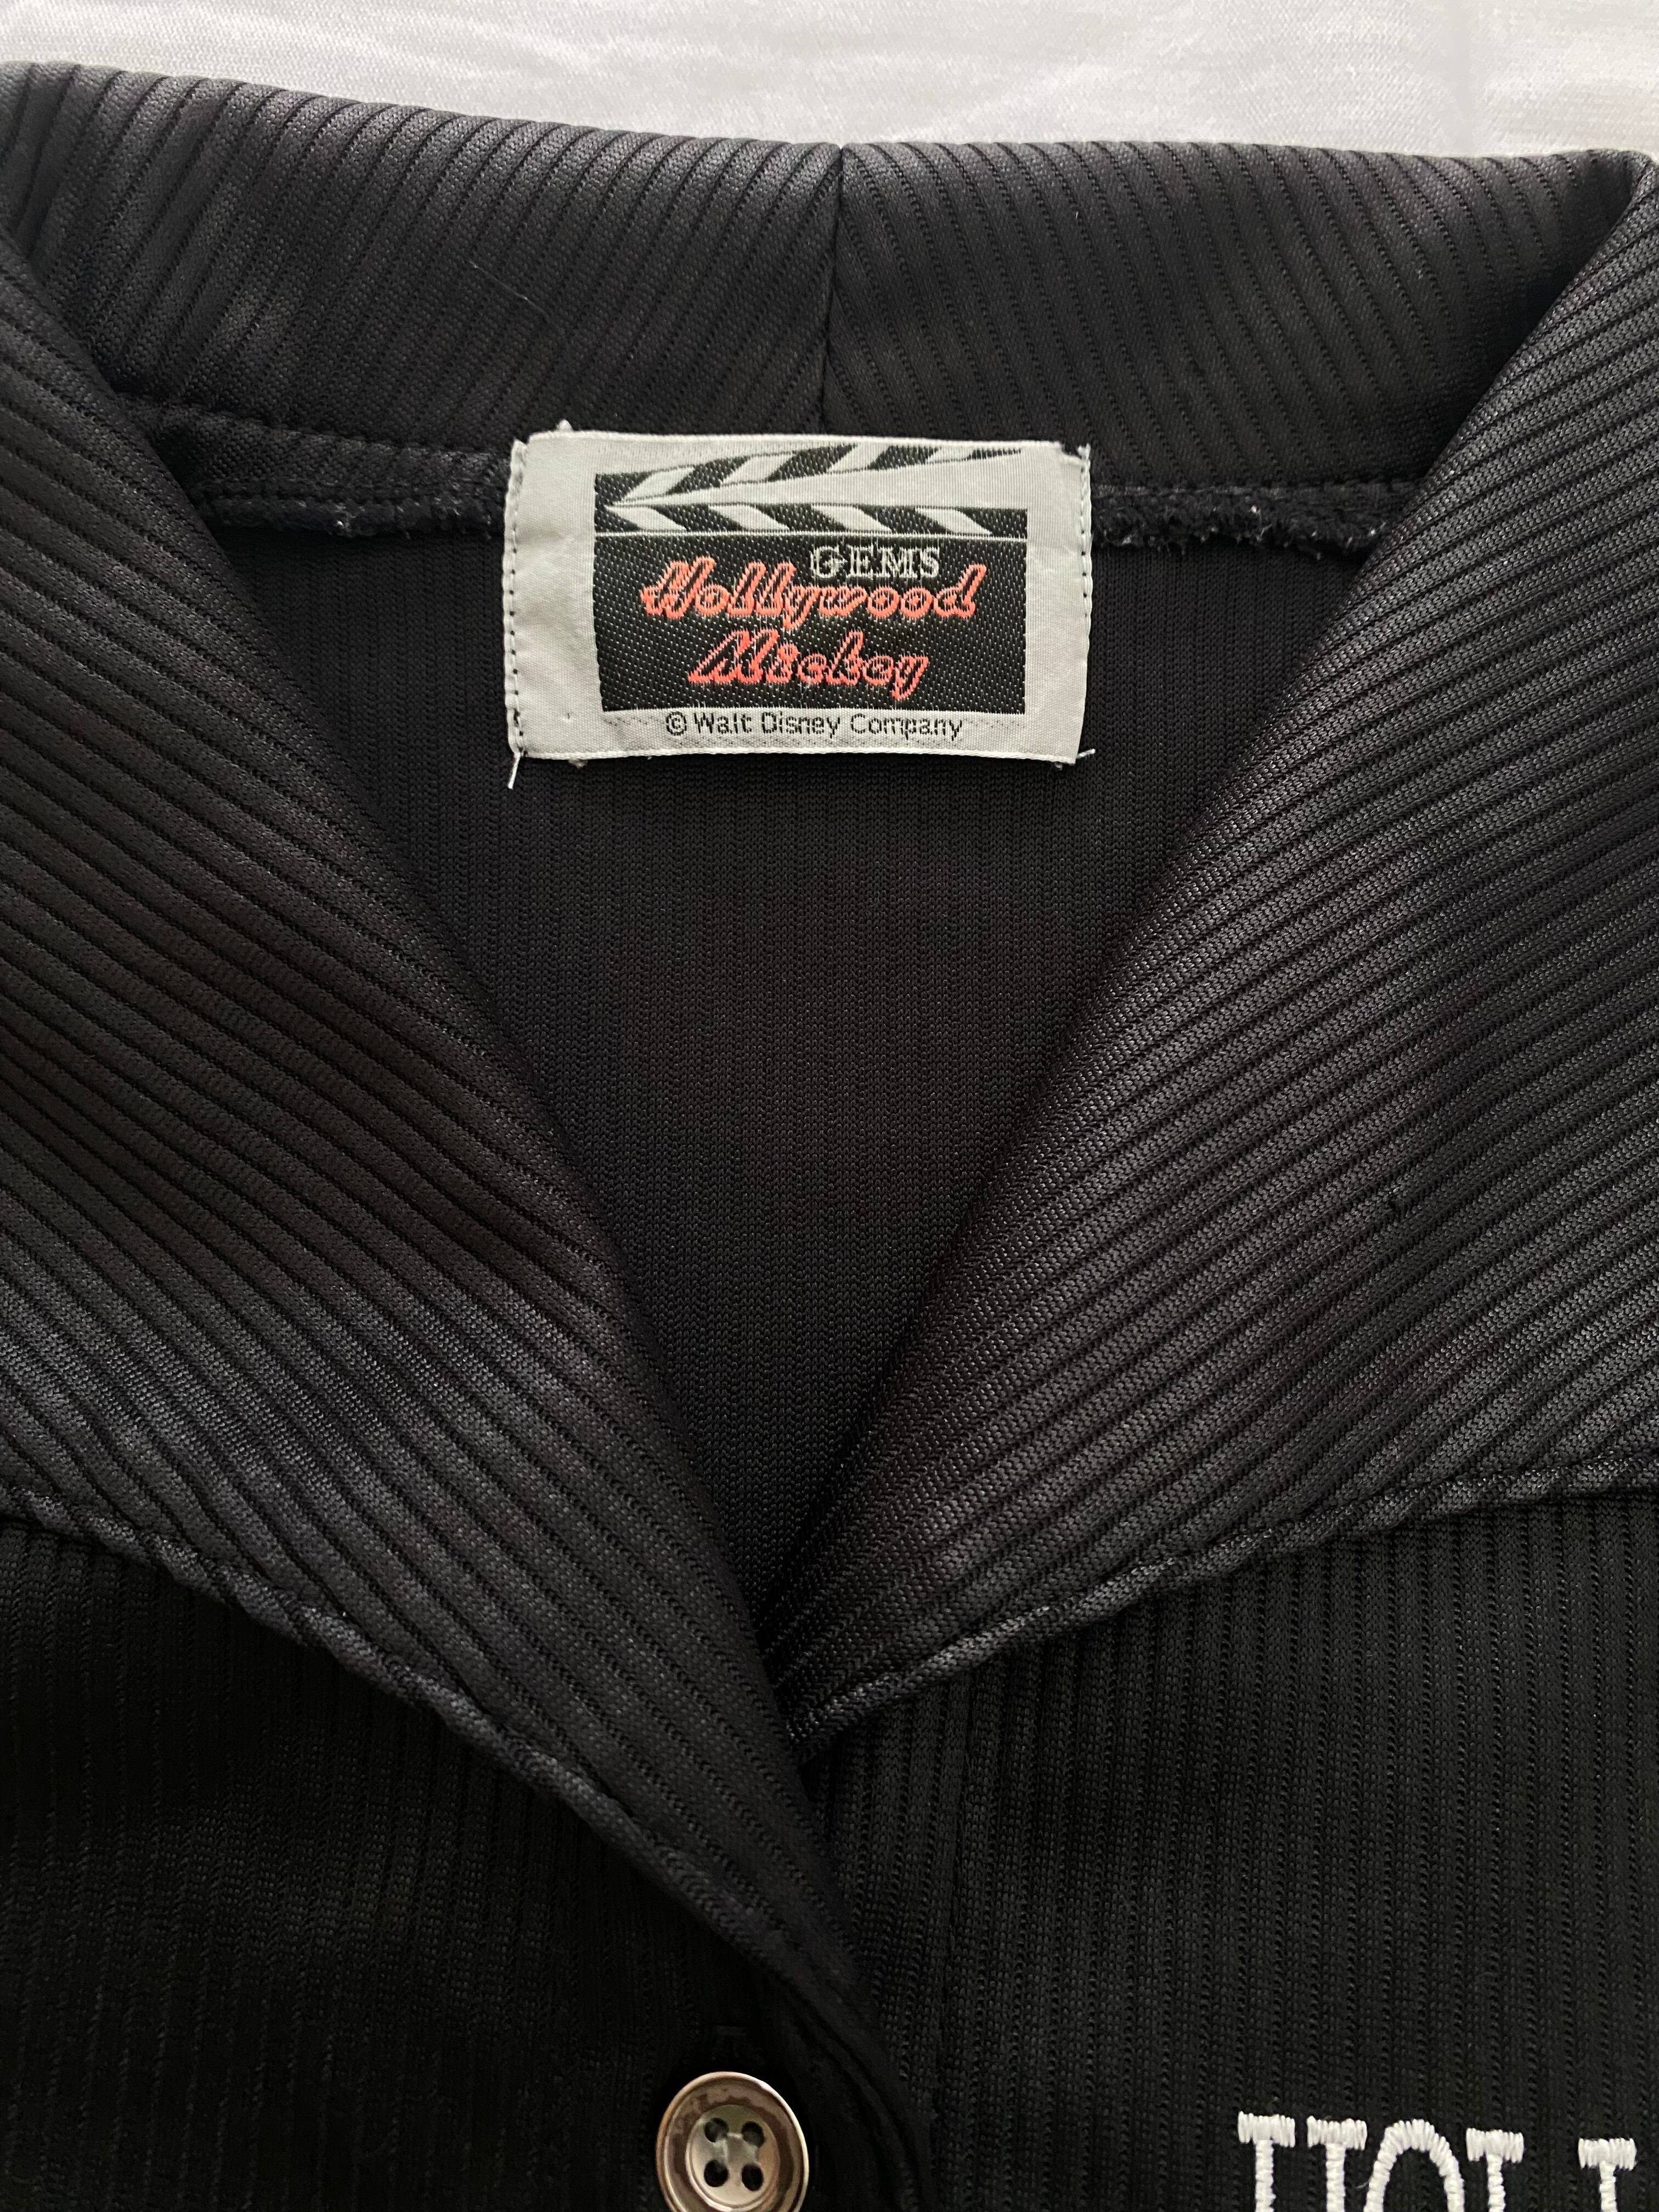 GEMS
Hollywood
Mickey
© Walt Disney Company